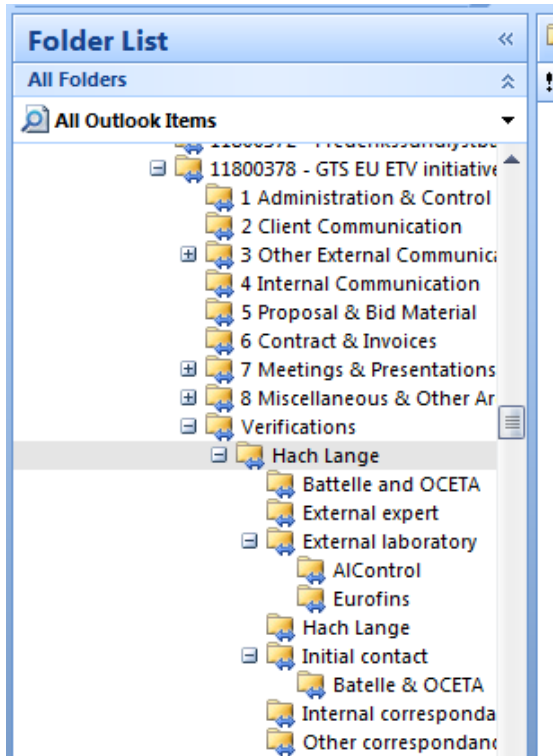 Folder List
All Folders
All Outlook Items
11800378 - GTS EU ETV initiative
1 Administration & Control
2 Client Communication
3 Other External Communica
4 Internal Communication
5 Proposal & Bid Material
6 Contract & Invoices
7 Meetings & Presentations
8 Miscellaneous & Other Ar
Verifications
Hach Lange
Battelle and OCETA
External expert
External laboratory
AlControl
Eurofins
Hach Lange
Initial contact
Batelle & OCETA
Internal corresponda
Other correspondanc